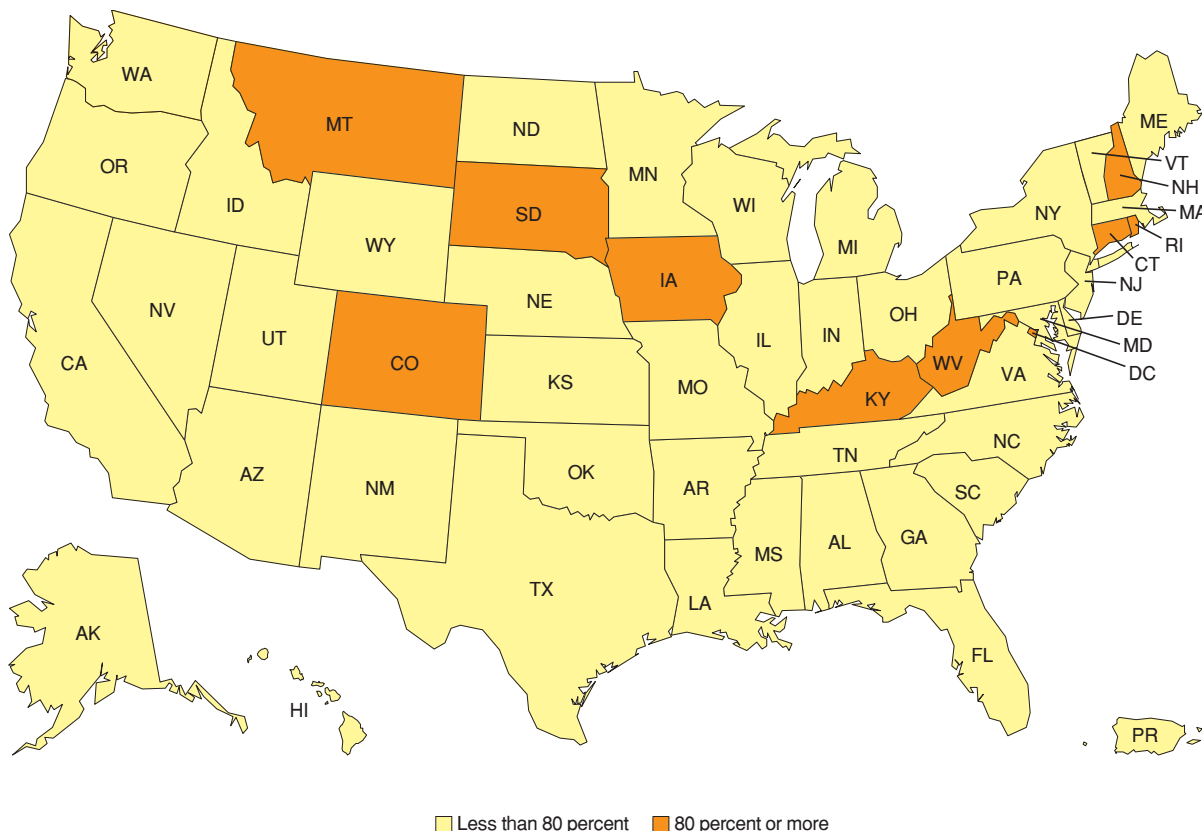 WA
MT
ND
ME
OR
MN
VT
ID
SD
WI
NH
NY
MA
WY
MI
RI
IA
CT
PA
NE
NJ
NV
OH
UT
IL
IN
DE
CA
CO
WV
MD
KS
MO
VA
DC
KY
NC
TN
AZ
OK
NM
AR
SC
MS
AL
GA
TX
LA
AK
FL
HI
PR
Less than 80 percent
80 percent or more